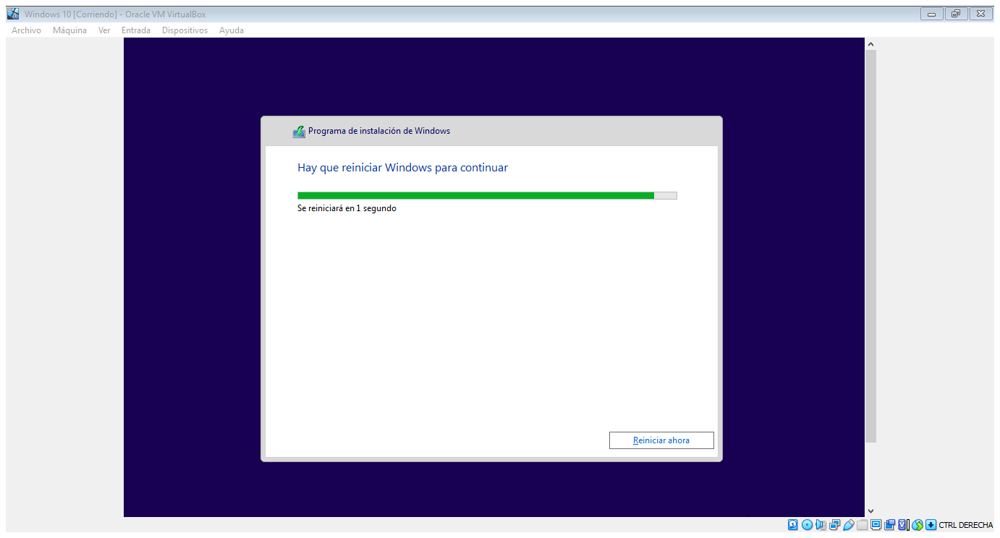 Windows 10 [Corriendo] - Oracle VM VirtualBox
Archivo Máquina Ver Entrada Dispositivos Ayuda
Programa de instalación de Windows
Hay que reiniciar Windows para continuar
Se reiniciará en 1 segundo
Reiniciar ahora
CTRL DERECHA